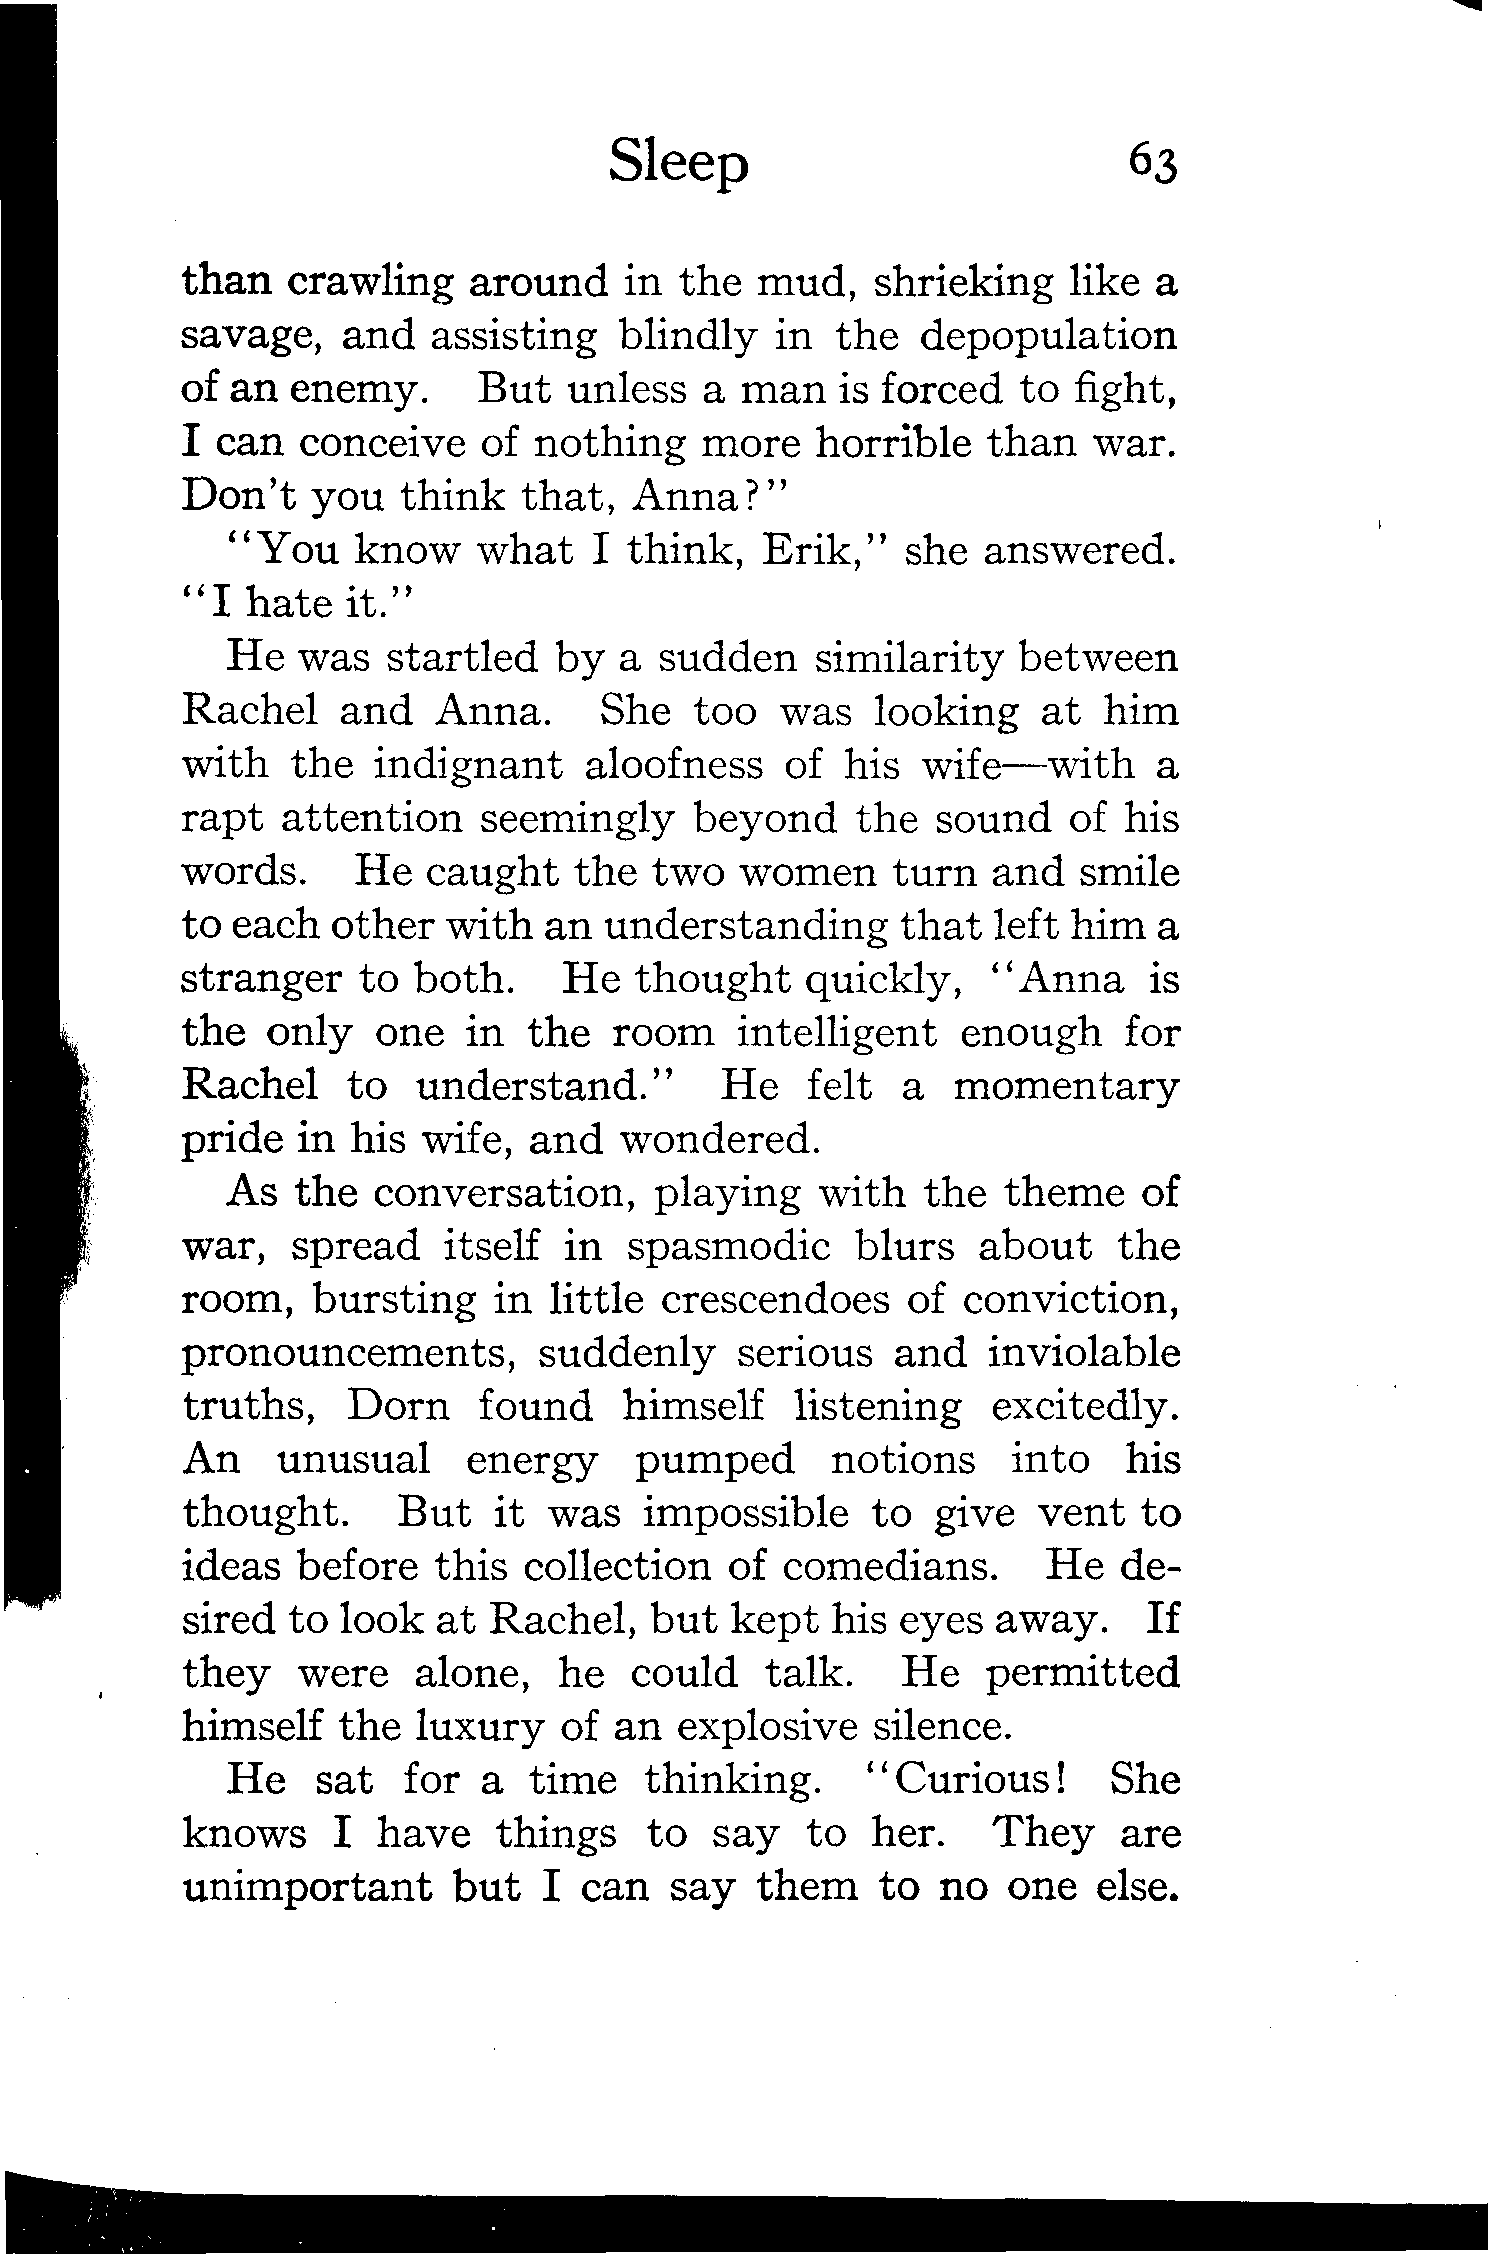 Sleep 63
than crawling around in the mud, shrieking like a
savage, and assisting blindly in the depopulation
of an enemy. But unless a man is forced to fight,
I can conceive of nothing more horrible than war.
Don't you think that, Anna?"
"You know what I think, Erik," she answered.
"I hate it."
He was startled by a sudden similarity between
Rachel and Anna. She too was looking at him
with the indignant aloofness of his wife—with a
rapt attention seemingly beyond the sound of his
words. He caught the two women turn and smile
to each other with an understanding that left him a
stranger to both. He thought quickly, "Anna is
the only one in the room intelligent enough for
Rachel to understand." He felt a momentary
pride in his wife, and wondered.
As the conversation, playing with the theme of
war, spread itself in spasmodic blurs about the
room, bursting in little crescendoes of conviction,
pronouncements, suddenly serious and inviolable
truths, Dorn found himself listening excitedly.
An unusual energy pumped notions into his
thought. But it was impossible to give vent to
ideas before this collection of comedians. He de-
sired to look at Rachel, but kept his eyes away. If
they were alone, he could talk. He permitted
himself the luxury of an explosive silence.
He sat for a time thinking. "Curious! She
knows I have things to say to her. They are
unimportant but I can say them to no one else.